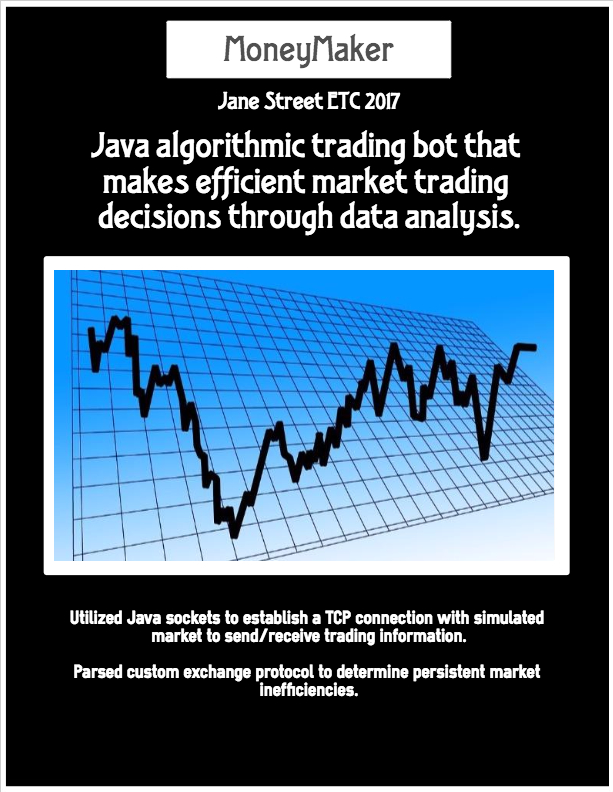 MoneyMaker
Jane Street ETC 2017
Java algorithmic trading bot that
makes efficient market trading
decisions through data analysis.
Utilized Java sockets to establish a TCP connection with simulated
market to send/receive trading information.
Parsed custom exchange protocol to determine persistent market
inefficiencies.